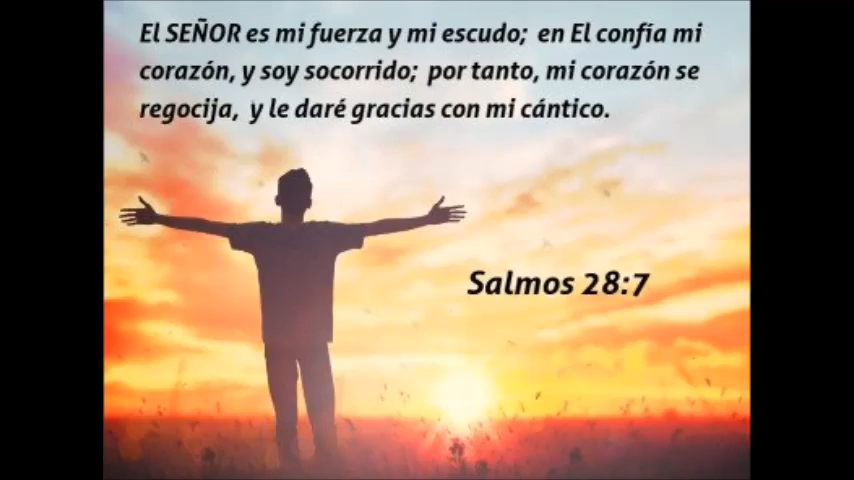 El SEÑOR es mi fuerza y mi escudo; en El confía mi
corazón, y soy socorrido; por tanto, mi corazón se
regocija, y le daré gracias con mi cántico.
Salmos 28:7